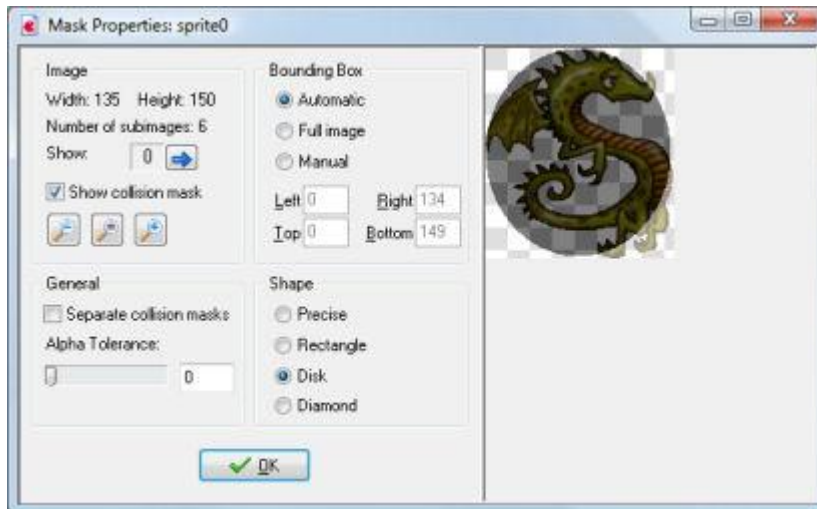 Mask Properties: sprite0
Image
Width: 135 Height: 150
Number of subimages: 6
Show: 0
Show collision mask
General
Separate collision masks
Alpha Tolerance:
0
Bounding Box
Automatic
Full image
Manual
Left 0 Right 134
Top 0 Bottom 149
Shape
Precise
Rectangle
Disk
Diamond
OK